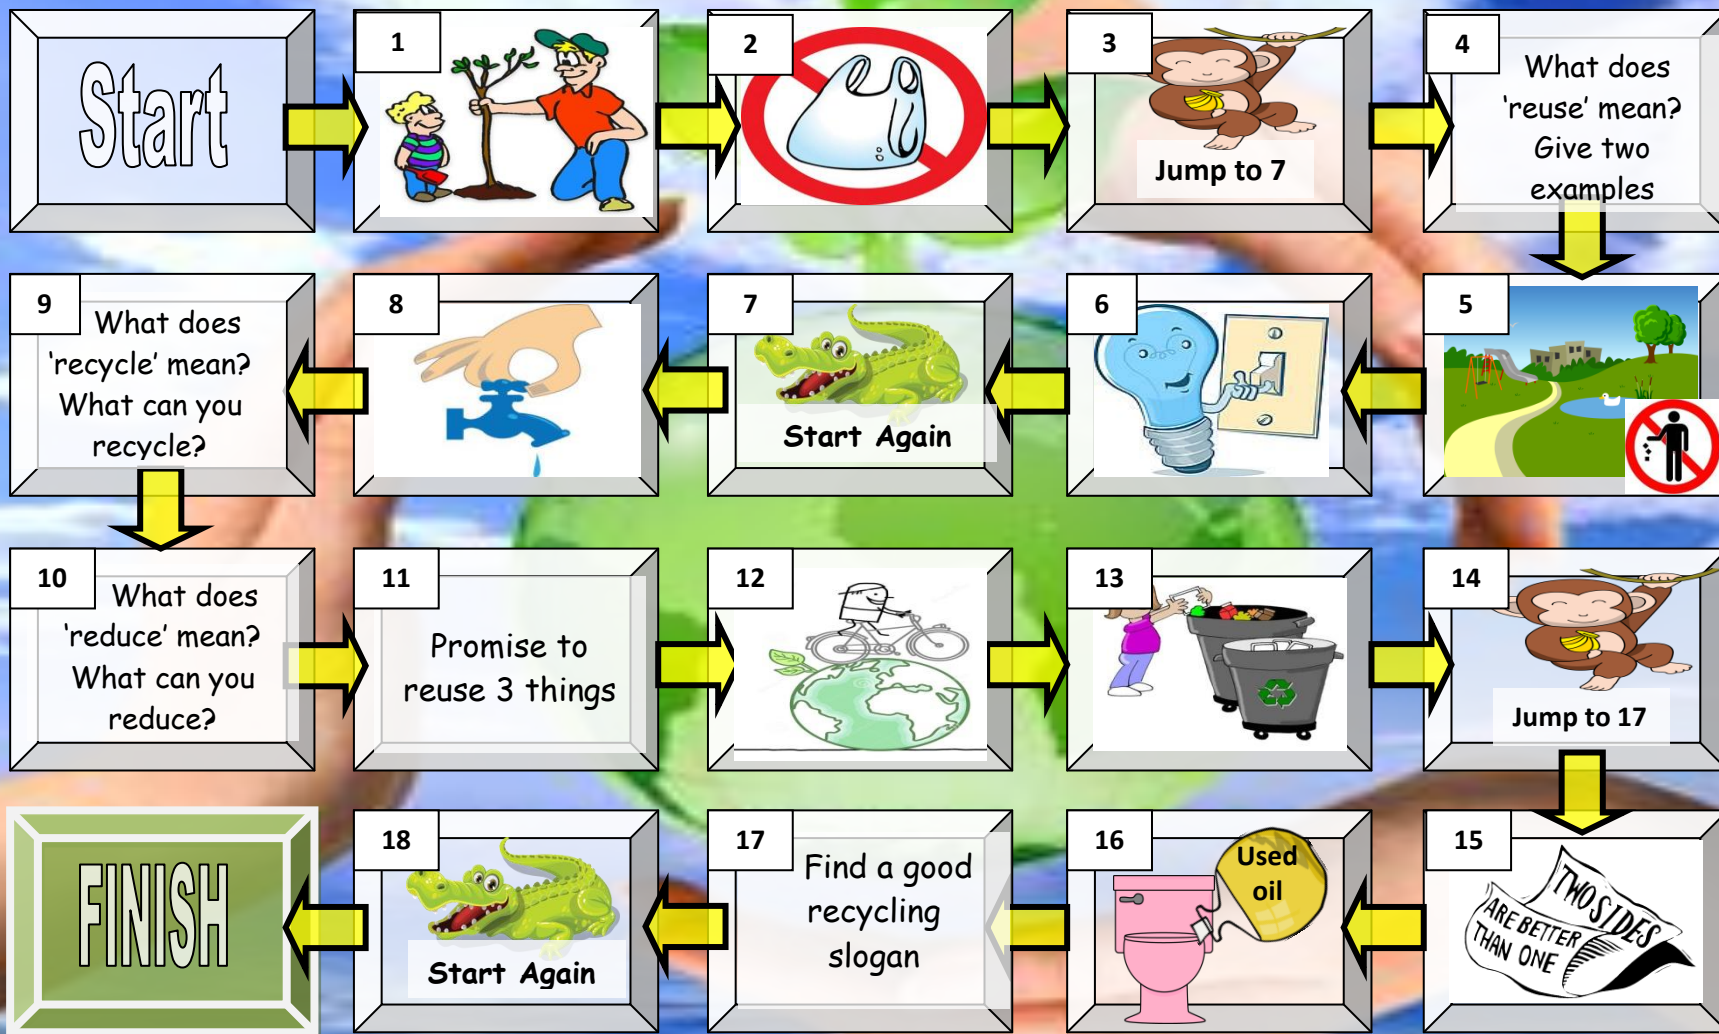 Start
1
2
3
Jump to 7
4
What does
‘reuse’ mean?
Give two
examples
5
6
7
Start Again
8
9
What does
‘recycle’ mean?
What can you
recycle?
10
What does
‘reduce’ mean?
What can you
reduce?
11
Promise to
reuse 3 things
12
13
14
Jump to 17
15
TWO SIDES
ARE BETTER
THAN ONE
16
Used
oil
17
Find a good
recycling
slogan
18
Start Again
FINISH